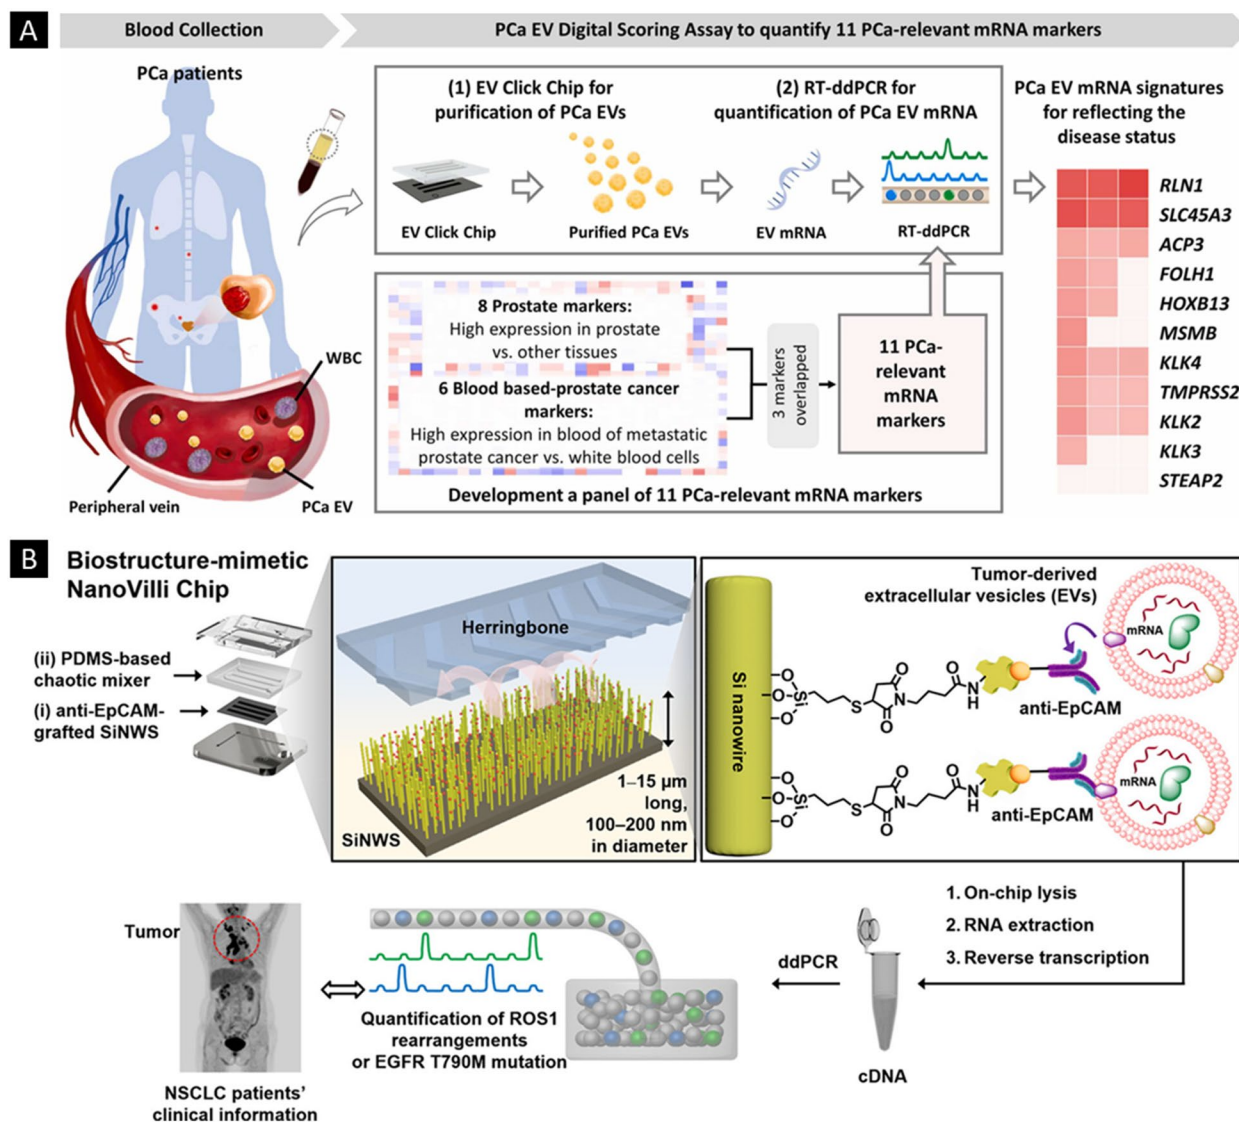 A
Blood Collection
PCa EV Digital Scoring Assay to quantify 11 PCa-relevant mRNA markers
PCa patients
WBC
Peripheral vein
PCa EV
(1) EV Click Chip for
purification of PCa EVs
(2) RT-ddPCR for
quantification of PCa EV mRNA
EV Click Chip
Purified PCa EVs
EV mRNA
RT-ddPCR
8 Prostate markers:
High expression in prostate
vs. other tissues
6 Blood based-prostate cancer
markers:
High expression in blood of metastatic
prostate cancer vs. white blood cells
3 markers
overlapped
11 PCa-
relevant
mRNA
markers
Development a panel of 11 PCa-relevant mRNA markers
PCa EV mRNA signatures
for reflecting the
disease status
RLN1
SLC45A3
ACP3
FOLH1
HOXB13
MSMB
KLK4
TMPRSS2
KLK2
KLK3
STEAP2
B
Biostructure-mimetic
NanoVilli Chip
(ii) PDMS-based
chaotic mixer
(i) anti-EpCAM-
grafted SiNWS
Herringbone
1–15 µm
long,
100–200 nm
in diameter
SiNWS
Si nanowire
Tumor-derived
extracellular vesicles (EVs)
mRNA
O
O
Si
O
S
O
N
O
O
N
H
anti-EpCAM
mRNA
O
O
Si
O
S
O
N
O
O
N
H
anti-EpCAM
1. On-chip lysis
2. RNA extraction
3. Reverse transcription
cDNA
ddPCR
Quantification of ROS1
rearrangements
or EGFR T790M mutation
Tumor
NSCLC patients'
clinical information